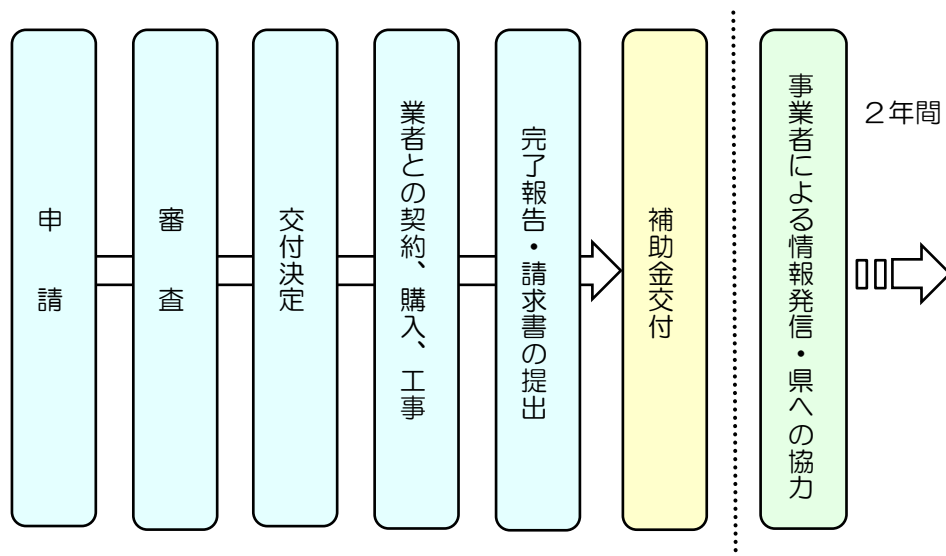 申請
審査
交付決定
業者との契約、購入、工事
完了報告・請求書の提出
補助金交付
事業者による情報発信・県への協力
２年間